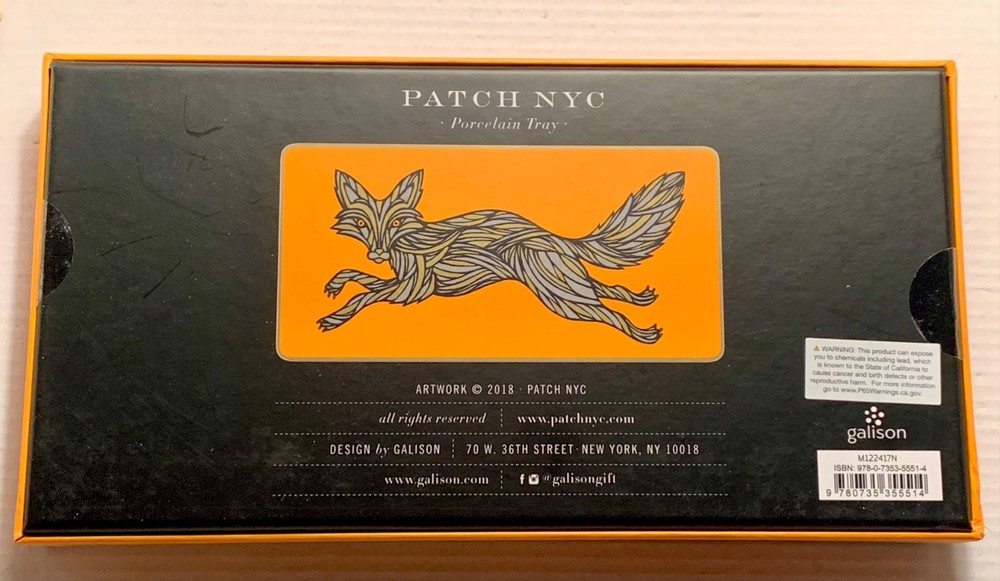 PATCH NYC
· Porcelain Tray ·
ARTWORK © 2018 · PATCH NYC
all rights reserved | www.patchnyc.com
DESIGN by GALISON | 70 W. 36TH STREET · NEW YORK, NY 10018
www.galison.com | @galisongift
⚠ WARNING: This product can expose
you to chemicals including lead, which
is known to the State of California to
cause cancer and birth defects or other
reproductive harm. For more information
go to www.P65Warnings.ca.gov.
galison
M122417N
ISBN: 978-0-7353-5551-4
9 780735 355514